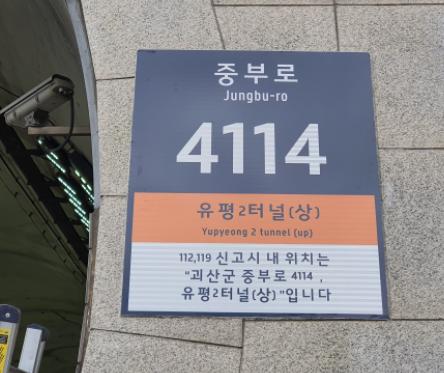 중부로
Jungbu-ro
4114
유평2터널(상)
Yupyeong 2 tunnel (up)
112,119 신고시 내 위치는
"괴산군 중부로 4114 ,
유평2터널(상)"입니다